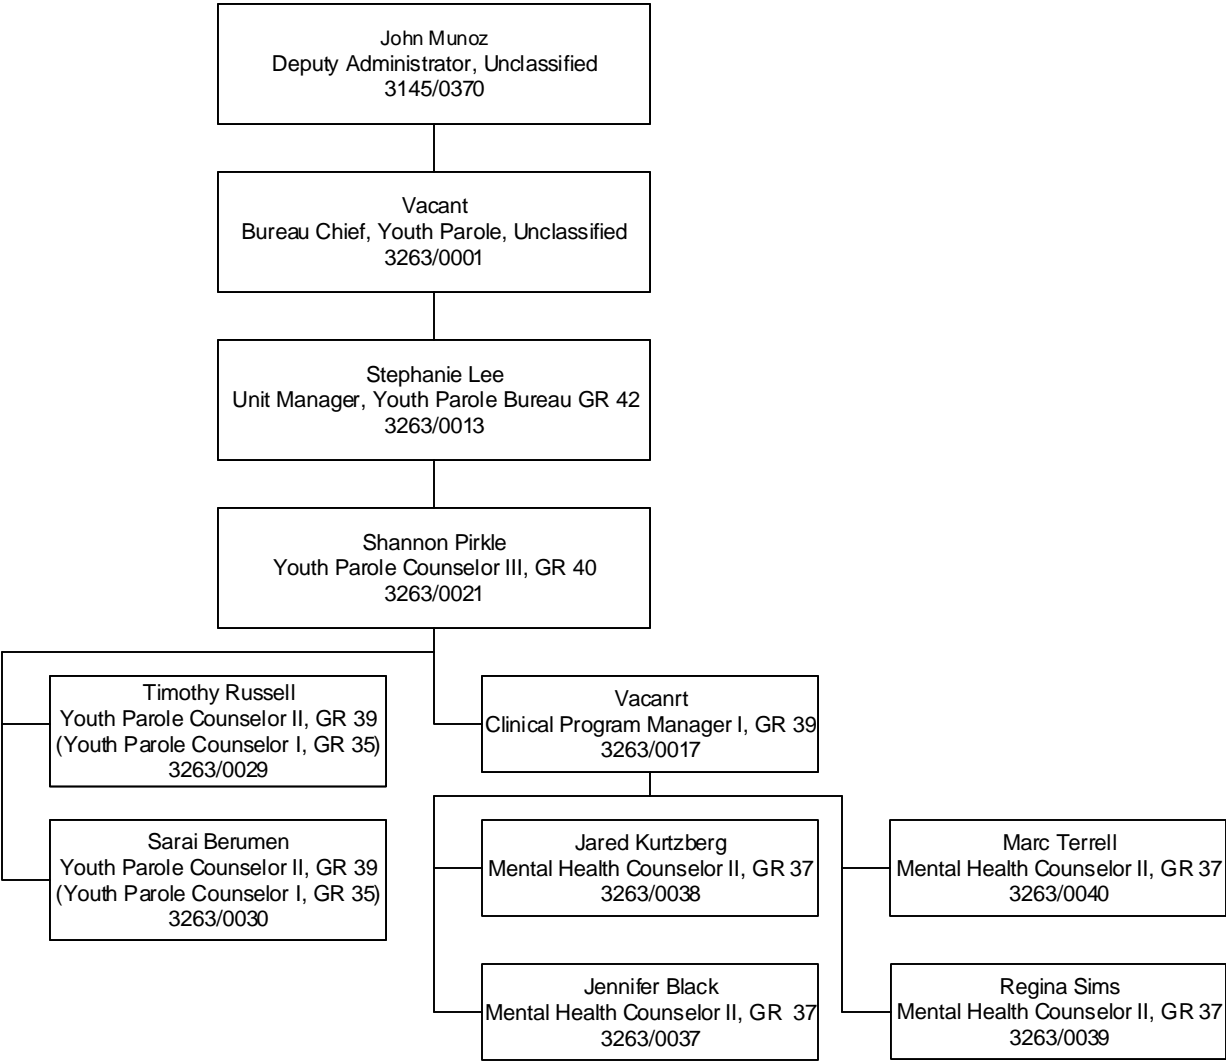 John Munoz
Deputy Administrator, Unclassified
3145/0370
Vacant
Bureau Chief, Youth Parole, Unclassified
3263/0001
Stephanie Lee
Unit Manager, Youth Parole Bureau GR 42
3263/0013
Shannon Pirkle
Youth Parole Counselor III, GR 40
3263/0021
Timothy Russell
Youth Parole Counselor II, GR 39
(Youth Parole Counselor I, GR 35)
3263/0029
Vacanrt
Clinical Program Manager I, GR 39
3263/0017
Sarai Berumen
Youth Parole Counselor II, GR 39
(Youth Parole Counselor I, GR 35)
3263/0030
Jared Kurtzberg
Mental Health Counselor II, GR 37
3263/0038
Marc Terrell
Mental Health Counselor II, GR 37
3263/0040
Jennifer Black
Mental Health Counselor II, GR 37
3263/0037
Regina Sims
Mental Health Counselor II, GR 37
3263/0039